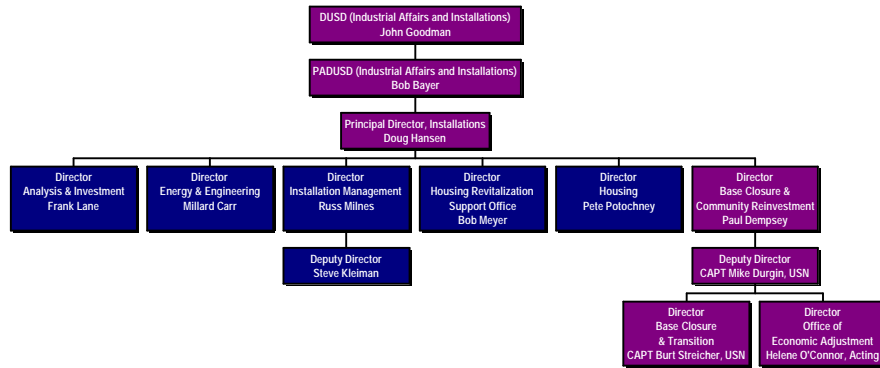 DUSD (Industrial Affairs and Installations)
John Goodman
PADUSD (Industrial Affairs and Installations)
Bob Bayer
Principal Director, Installations
Doug Hansen
Director
Analysis & Investment
Frank Lane
Director
Energy & Engineering
Millard Carr
Director
Installation Management
Russ Milnes
Director
Housing Revitalization
Support Office
Bob Meyer
Director
Housing
Pete Potochney
Director
Base Closure &
Community Reinvestment
Paul Dempsey
Deputy Director
Steve Kleiman
Deputy Director
CAPT Mike Durgin, USN
Director
Base Closure
& Transition
CAPT Burt Streicher, USN
Director
Office of
Economic Adjustment
Helene O'Connor, Acting